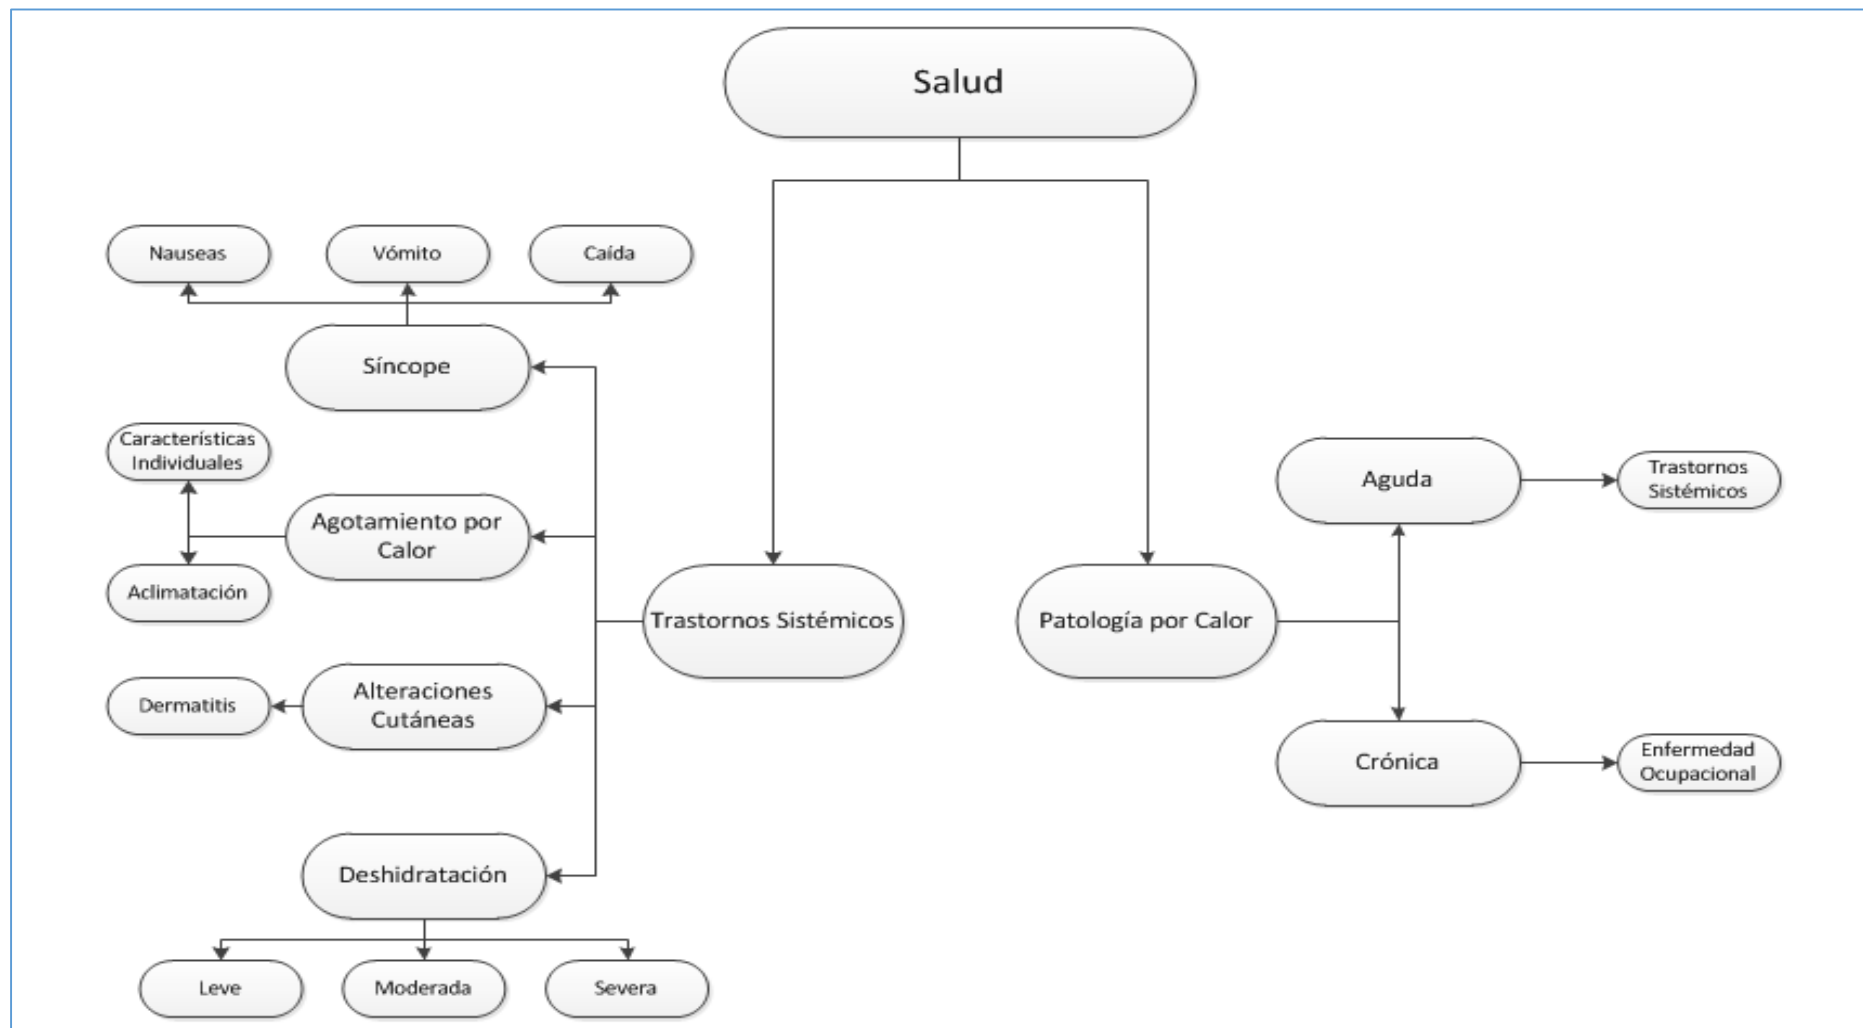 Salud
Nauseas
Vómito
Caída
Síncope
Características
Individuales
Agotamiento por
Calor
Aclimatación
Trastornos Sistémicos
Alteraciones
Cutáneas
Dermatitis
Deshidratación
Leve
Moderada
Severa
Patología por Calor
Aguda
Trastornos
Sistémicos
Crónica
Enfermedad
Ocupacional